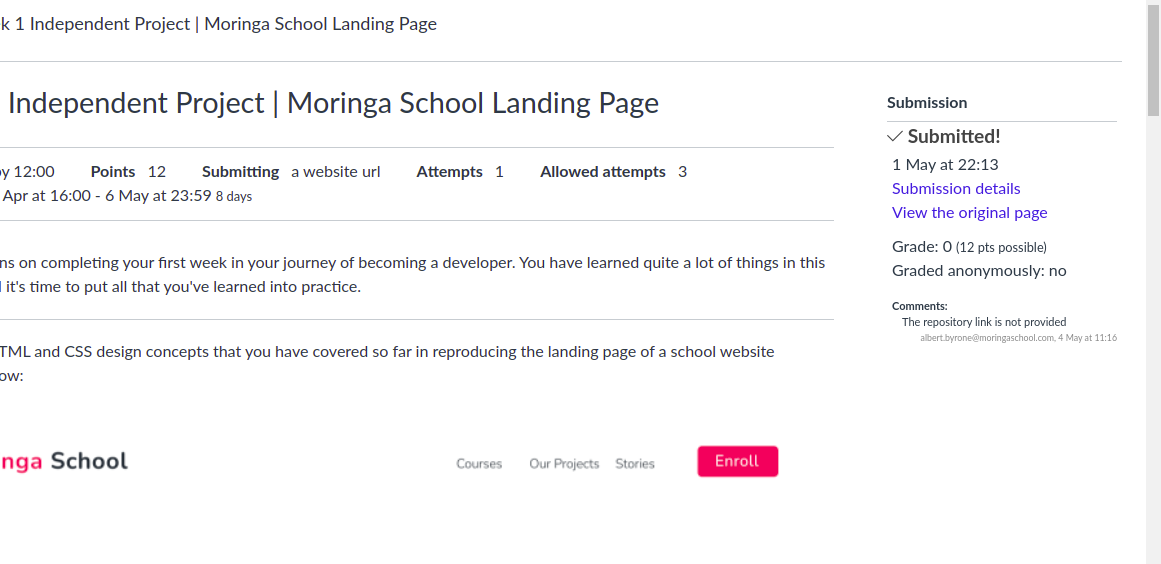 k 1 Independent Project | Moringa School Landing Page
Independent Project | Moringa School Landing Page
by 12:00 Points 12 Submitting a website url Attempts 1 Allowed attempts 3
Apr at 16:00 - 6 May at 23:59 8 days
ns on completing your first week in your journey of becoming a developer. You have learned quite a lot of things in this
it's time to put all that you've learned into practice.
TML and CSS design concepts that you have covered so far in reproducing the landing page of a school website
ow:
nga School
Courses Our Projects Stories Enroll
Submission
Submitted!
1 May at 22:13
Submission details
View the original page
Grade: 0 (12 pts possible)
Graded anonymously: no
Comments:
The repository link is not provided
albert.byrone@moringaschool.com, 4 May at 11:16